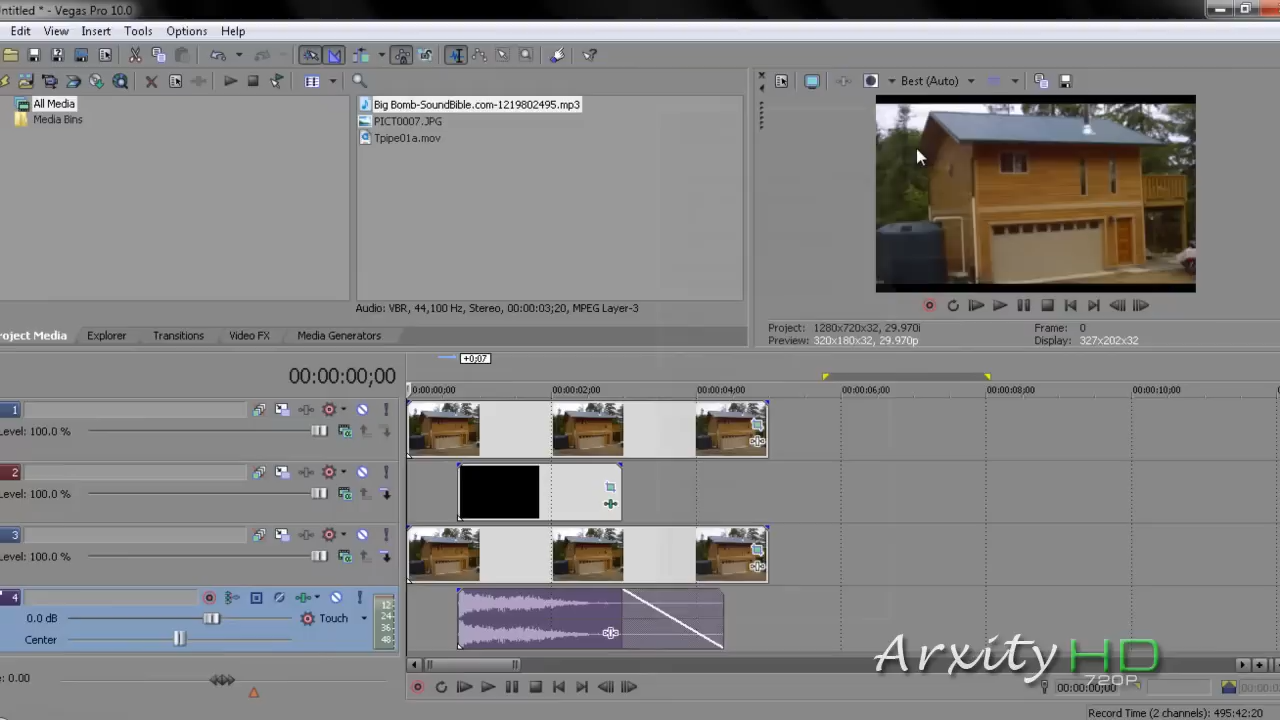 ntitled * - Vegas Pro 10.0
Edit View Insert Tools Options Help
Best (Auto)
All Media
Media Bins
Big Bomb-SoundBible.com-1219802495.mp3
PICT0007.JPG
Tpipe01a.mov
Audio: VBR, 44,100 Hz, Stereo, 00:00:03;20, MPEG Layer-3
roject Media Explorer Transitions Video FX Media Generators
Project: 1280x720x32, 29.970i Frame: 0
Preview: 320x180x32, 29.970p Display: 327x202x32
+0;07
00:00:00;00
00:00:00;00 00:00:02;00 00:00:04;00 00:00:06;00 00:00:08;00 00:00:10;00
1
Level: 100.0 %
2
Level: 100.0 %
3
Level: 100.0 %
4
0.0 dB Touch
Center
12
24
36
48
e: 0.00
Arxity HD
720P
00:00:00;00
Record Time (2 channels): 495:42:20